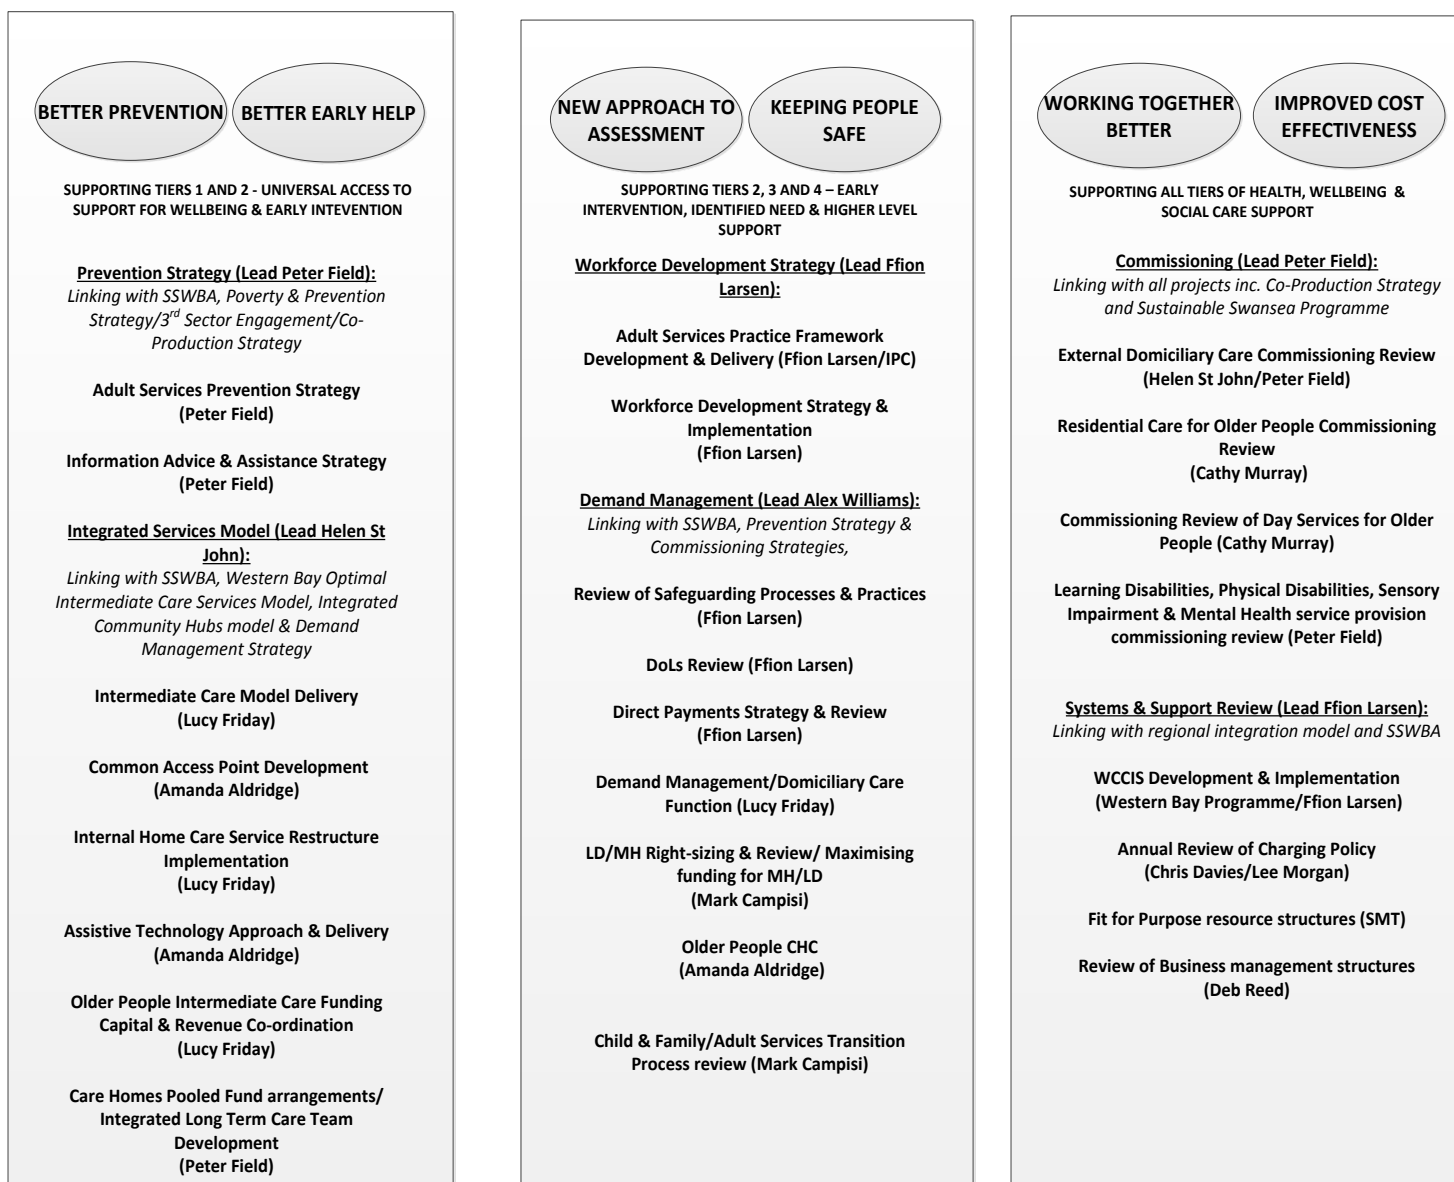 BETTER PREVENTION
BETTER EARLY HELP
SUPPORTING TIERS 1 AND 2 - UNIVERSAL ACCESS TO
SUPPORT FOR WELLBEING & EARLY INTEVENTION
Prevention Strategy (Lead Peter Field):
Linking with SSWBA, Poverty & Prevention
Strategy/3rd Sector Engagement/Co-
Production Strategy
Adult Services Prevention Strategy
(Peter Field)
Information Advice & Assistance Strategy
(Peter Field)
Integrated Services Model (Lead Helen St
John):
Linking with SSWBA, Western Bay Optimal
Intermediate Care Services Model, Integrated
Community Hubs model & Demand
Management Strategy
Intermediate Care Model Delivery
(Lucy Friday)
Common Access Point Development
(Amanda Aldridge)
Internal Home Care Service Restructure
Implementation
(Lucy Friday)
Assistive Technology Approach & Delivery
(Amanda Aldridge)
Older People Intermediate Care Funding
Capital & Revenue Co-ordination
(Lucy Friday)
Care Homes Pooled Fund arrangements/
Integrated Long Term Care Team
Development
(Peter Field)
NEW APPROACH TO
ASSESSMENT
KEEPING PEOPLE
SAFE
SUPPORTING TIERS 2, 3 AND 4 – EARLY
INTERVENTION, IDENTIFIED NEED & HIGHER LEVEL
SUPPORT
Workforce Development Strategy (Lead Ffion
Larsen):
Adult Services Practice Framework
Development & Delivery (Ffion Larsen/IPC)
Workforce Development Strategy &
Implementation
(Ffion Larsen)
Demand Management (Lead Alex Williams):
Linking with SSWBA, Prevention Strategy &
Commissioning Strategies,
Review of Safeguarding Processes & Practices
(Ffion Larsen)
DoLs Review (Ffion Larsen)
Direct Payments Strategy & Review
(Ffion Larsen)
Demand Management/Domiciliary Care
Function (Lucy Friday)
LD/MH Right-sizing & Review/ Maximising
funding for MH/LD
(Mark Campisi)
Older People CHC
(Amanda Aldridge)
Child & Family/Adult Services Transition
Process review (Mark Campisi)
WORKING TOGETHER
BETTER
IMPROVED COST
EFFECTIVENESS
SUPPORTING ALL TIERS OF HEALTH, WELLBEING &
SOCIAL CARE SUPPORT
Commissioning (Lead Peter Field):
Linking with all projects inc. Co-Production Strategy
and Sustainable Swansea Programme
External Domiciliary Care Commissioning Review
(Helen St John/Peter Field)
Residential Care for Older People Commissioning
Review
(Cathy Murray)
Commissioning Review of Day Services for Older
People (Cathy Murray)
Learning Disabilities, Physical Disabilities, Sensory
Impairment & Mental Health service provision
commissioning review (Peter Field)
Systems & Support Review (Lead Ffion Larsen):
Linking with regional integration model and SSWBA
WCCIS Development & Implementation
(Western Bay Programme/Ffion Larsen)
Annual Review of Charging Policy
(Chris Davies/Lee Morgan)
Fit for Purpose resource structures (SMT)
Review of Business management structures
(Deb Reed)